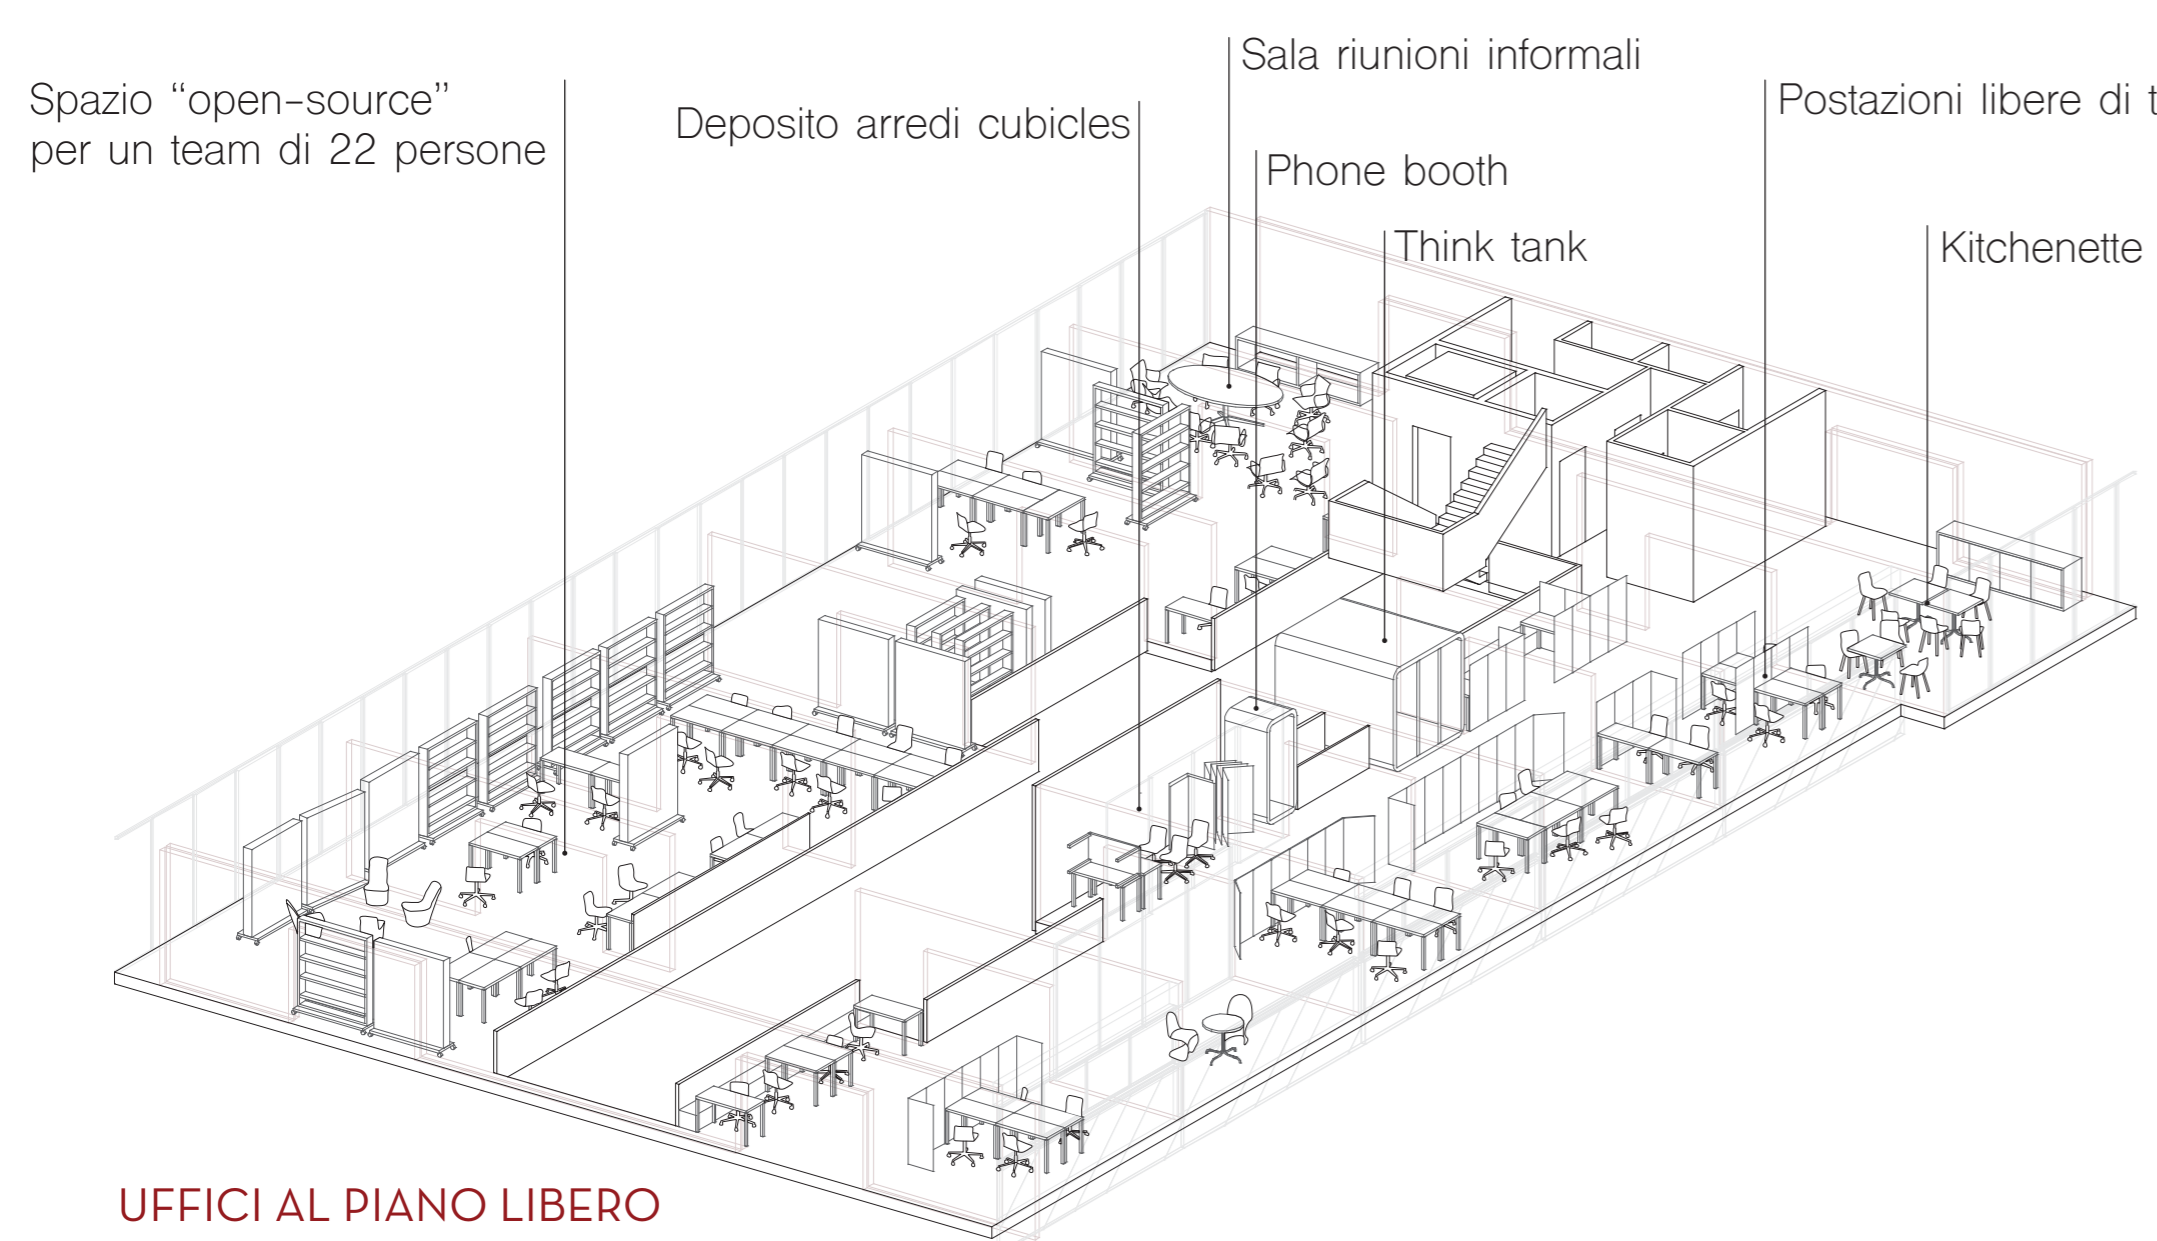 Sala riunioni informali
Spazio “open-source”
per un team di 22 persone
Deposito arredi cubicles
Postazioni libere di t
Phone booth
Think tank
Kitchenette
UFFICI AL PIANO LIBERO